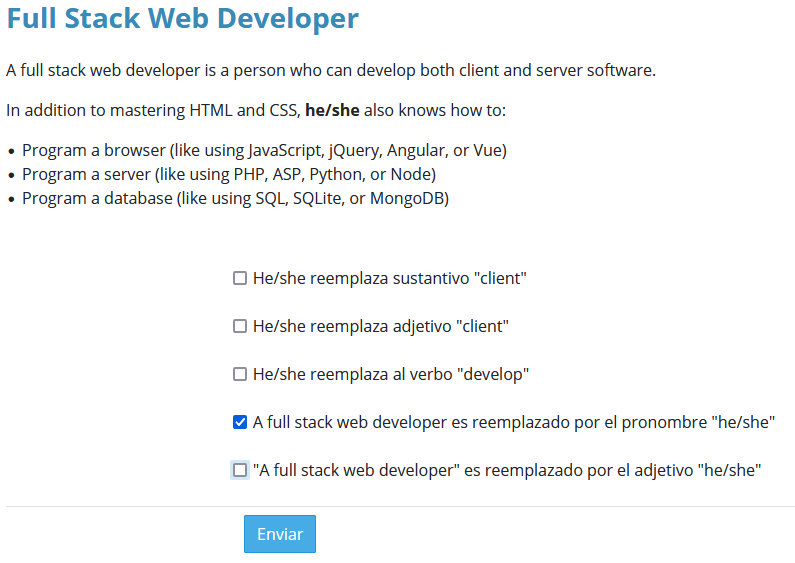 Full Stack Web Developer
A full stack web developer is a person who can develop both client and server software.
In addition to mastering HTML and CSS, he/she also knows how to:
• Program a browser (like using JavaScript, jQuery, Angular, or Vue)
• Program a server (like using PHP, ASP, Python, or Node)
• Program a database (like using SQL, SQLite, or MongoDB)
He/she reemplaza sustantivo "client"
He/she reemplaza adjetivo "client"
He/she reemplaza al verbo "develop"
A full stack web developer es reemplazado por el pronombre "he/she"
"A full stack web developer" es reemplazado por el adjetivo "he/she"
Enviar